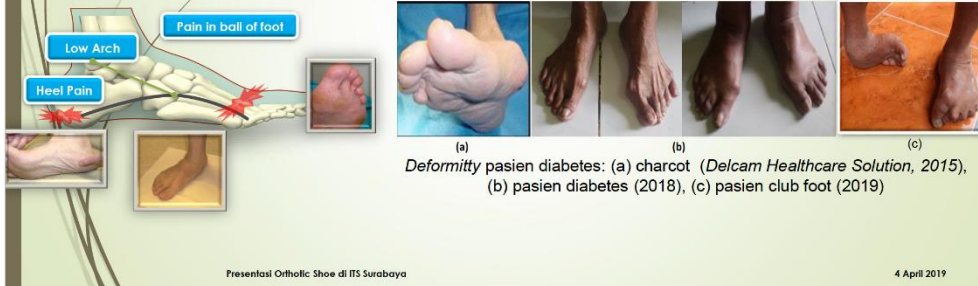 Pain in ball of foot
Low Arch
Heel Pain
(a)
(b)
(c)
Deformitty pasien diabetes: (a) charcot (Delcam Healthcare Solution, 2015),
(b) pasien diabetes (2018), (c) pasien club foot (2019)
Presentasi Orthotic Shoe di ITS Surabaya
4 April 2019